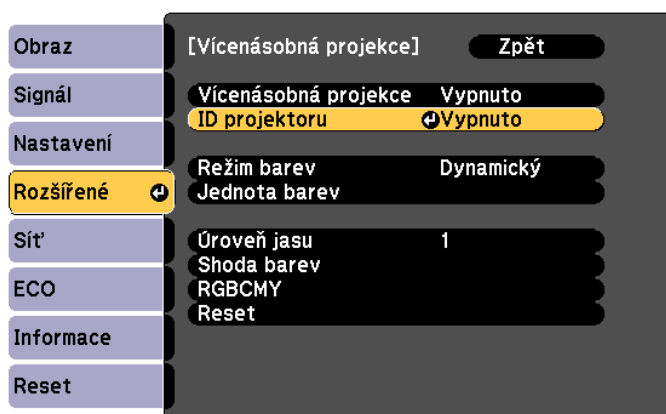 Obraz
Signál
Nastavení
Rozšířené
Síť
ECO
Informace
Reset
[Vícenásobná projekce] Zpět
Vícenásobná projekce Vypnuto
ID projektoru Vypnuto
Režim barev Dynamický
Jednota barev
Úroveň jasu 1
Shoda barev
RGBCMY
Reset